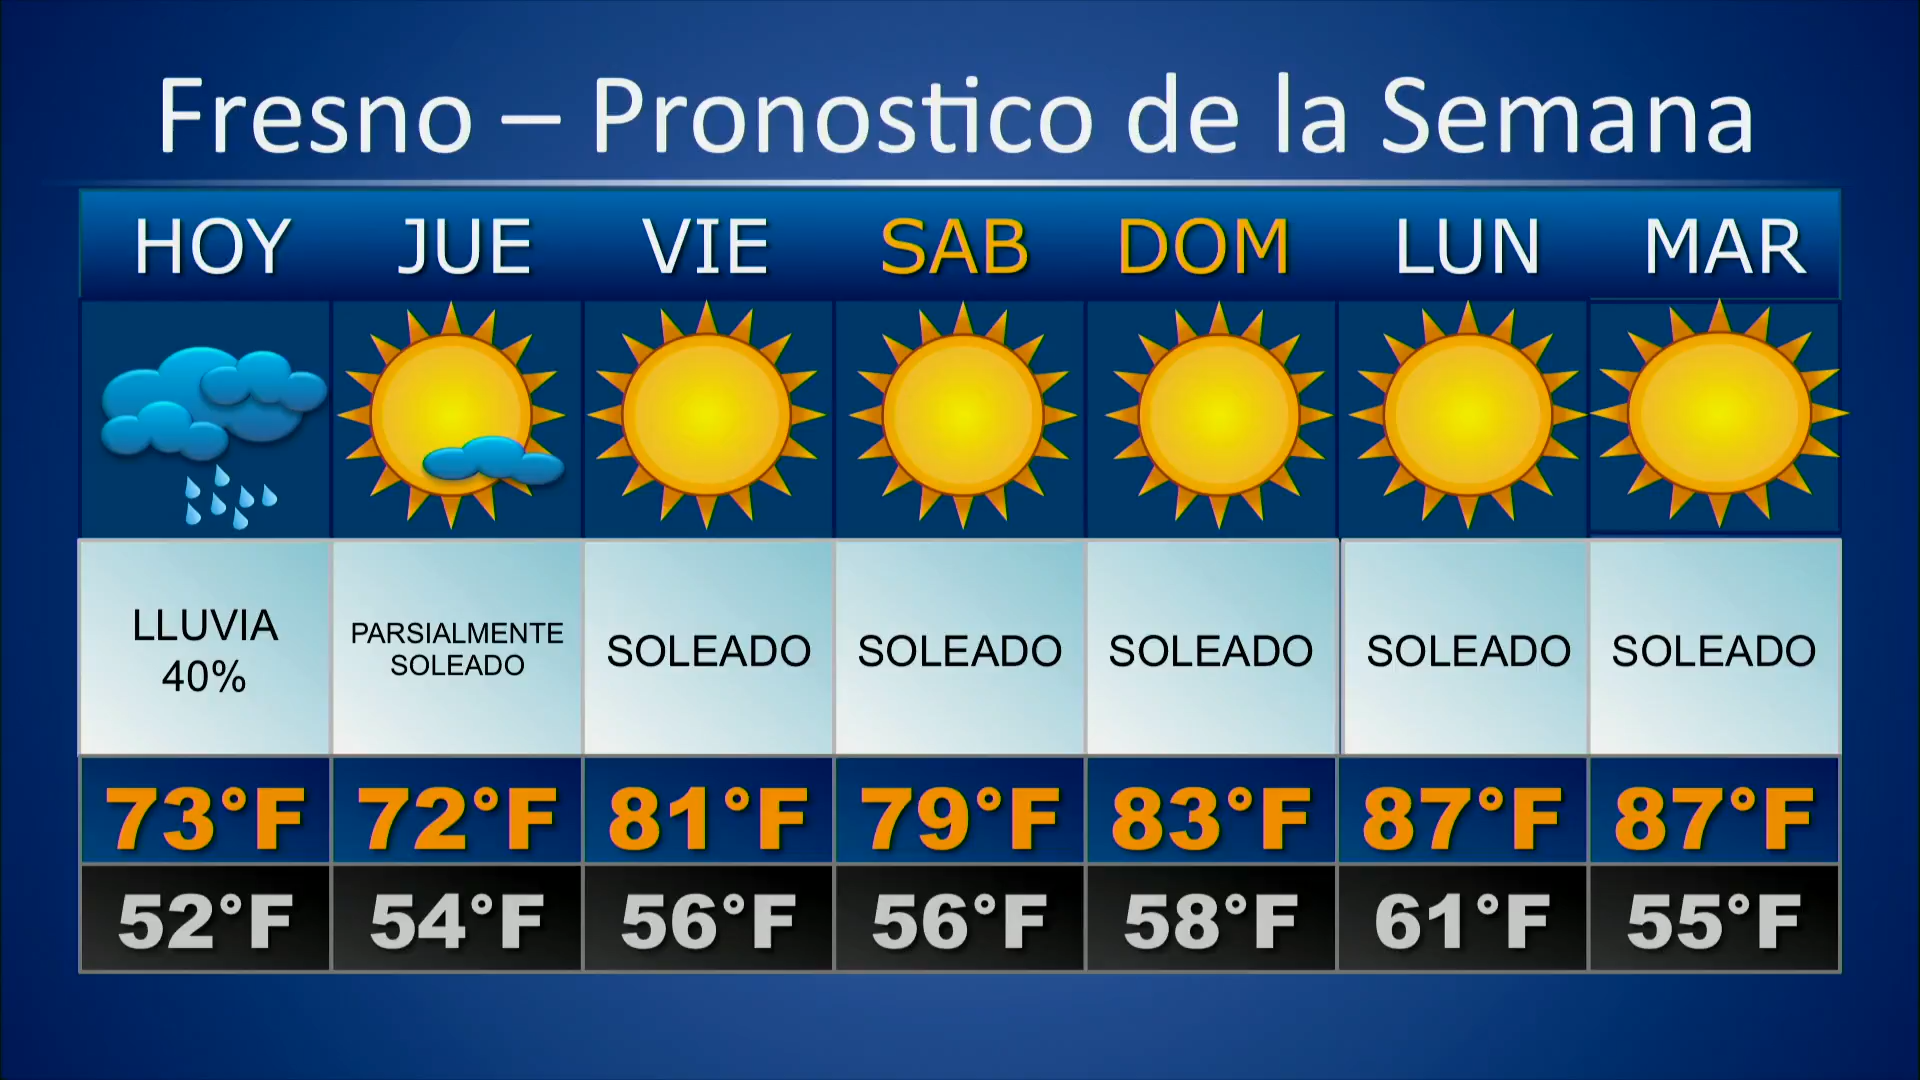 Fresno – Pronostico de la Semana
HOY JUE VIE SAB DOM LUN MAR
LLUVIA
40%
PARSIALMENTE
SOLEADO
SOLEADO
SOLEADO
SOLEADO
SOLEADO
SOLEADO
73°F 72°F 81°F 79°F 83°F 87°F 87°F
52°F 54°F 56°F 56°F 58°F 61°F 55°F